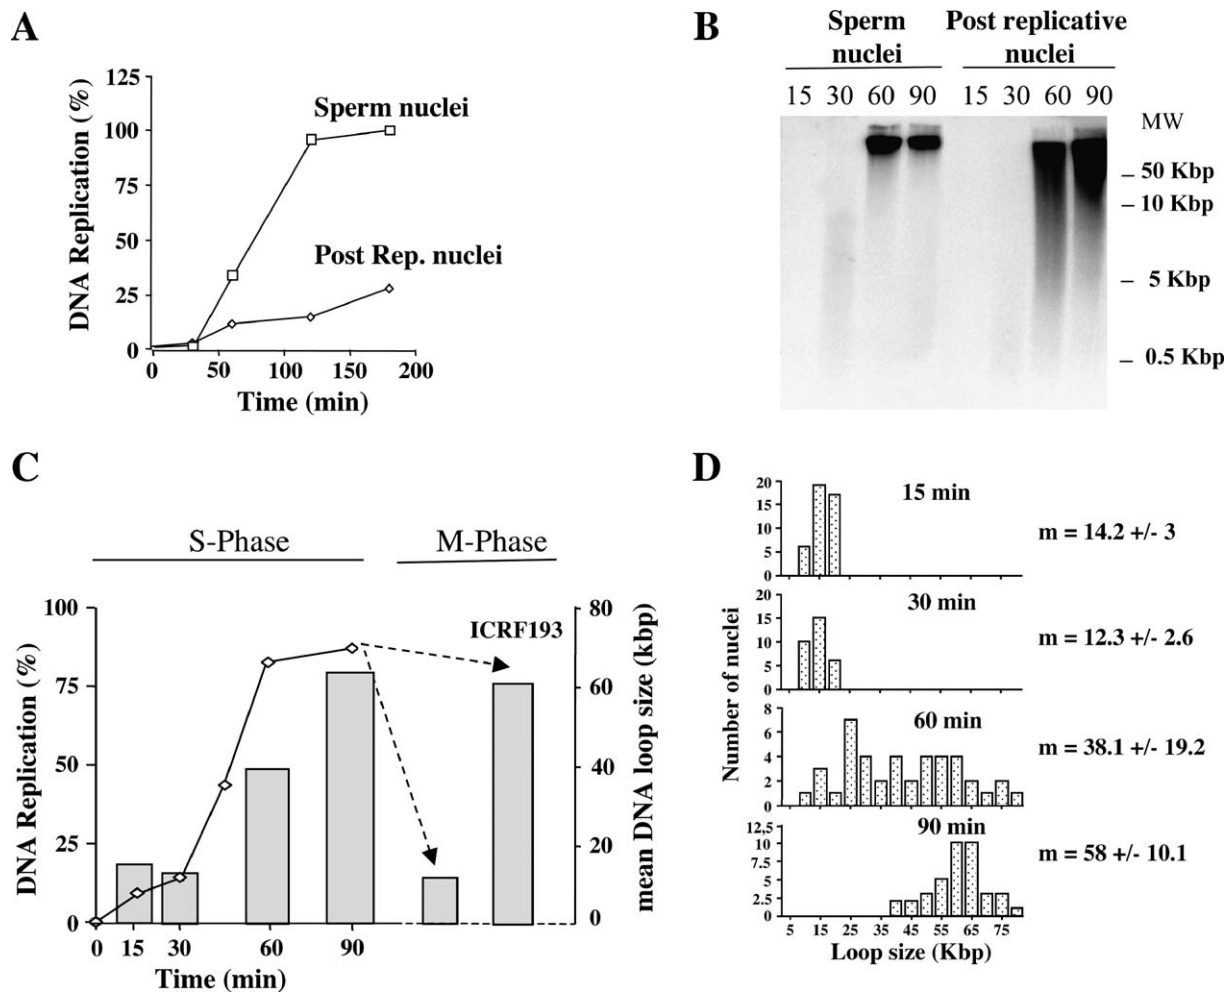 A
DNA Replication (%)
125
100
75
50
25
0
Sperm nuclei
Post Rep. nuclei
0 50 100 150 200
Time (min)
B
Sperm nuclei
Post replicative nuclei
15 30 60 90 15 30 60 90
MW
– 50 Kbp
– 10 Kbp
– 5 Kbp
– 0.5 Kbp
C
S-Phase
M-Phase
DNA Replication (%)
100
75
50
25
0
ICRF193
80
60
40
20
0
mean DNA loop size (kbp)
0 15 30 60 90
Time (min)
D
Number of nuclei
20
15
10
5
0
15 min
m = 14.2 +/- 3
20
15
10
5
0
30 min
m = 12.3 +/- 2.6
8
6
4
2
0
60 min
m = 38.1 +/- 19.2
12.5
10
7.5
5
2.5
0
90 min
m = 58 +/- 10.1
5 15 25 35 45 55 65 75
Loop size (Kbp)